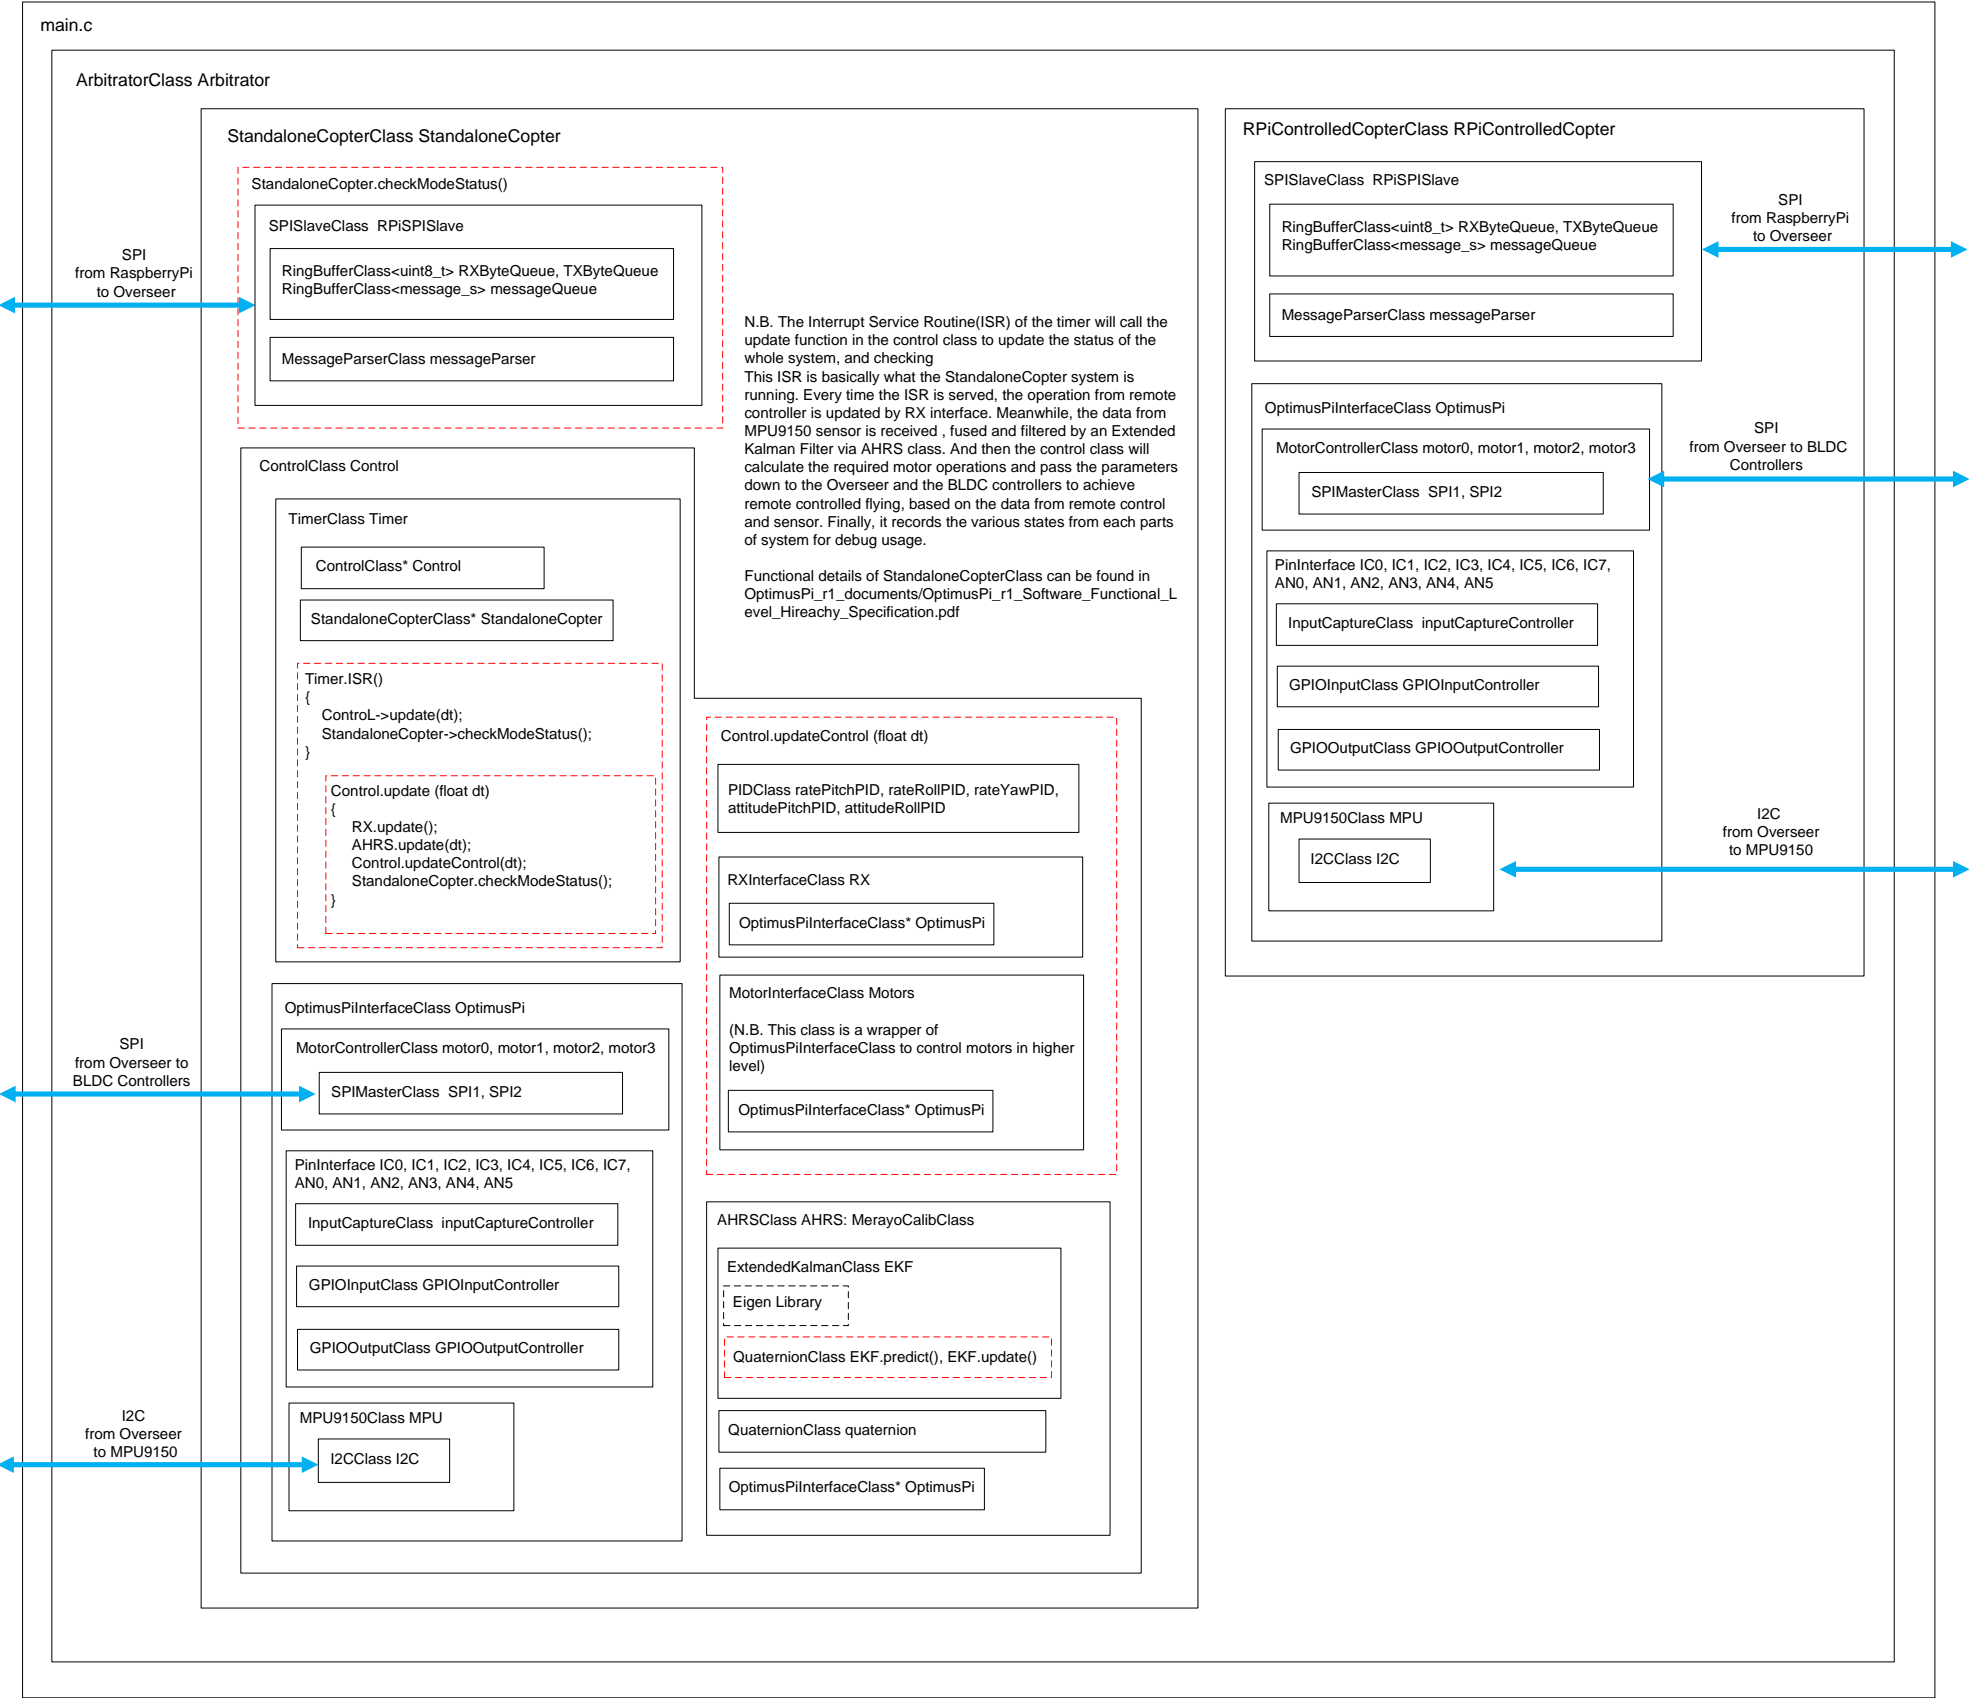 main.c
ArbitratorClass Arbitrator
StandaloneCopterClass StandaloneCopter
StandaloneCopter.checkModeStatus()
SPISlaveClass  RPiSPISlave
RingBufferClass<uint8_t> RXByteQueue, TXByteQueue
RingBufferClass<message_s> messageQueue
MessageParserClass messageParser
SPI
from RaspberryPi
to Overseer
N.B. The Interrupt Service Routine(ISR) of the timer will call the
update function in the control class to update the status of the
whole system, and checking
This ISR is basically what the StandaloneCopter system is
running. Every time the ISR is served, the operation from remote
controller is updated by RX interface. Meanwhile, the data from
MPU9150 sensor is received , fused and filtered by an Extended
Kalman Filter via AHRS class. And then the control class will
calculate the required motor operations and pass the parameters
down to the Overseer and the BLDC controllers to achieve
remote controlled flying, based on the data from remote control
and sensor. Finally, it records the various states from each parts
of system for debug usage.
Functional details of StandaloneCopterClass can be found in
OptimusPi_r1_documents/OptimusPi_r1_Software_Functional_L
evel_Hireachy_Specification.pdf
ControlClass Control
TimerClass Timer
ControlClass* Control
StandaloneCopterClass* StandaloneCopter
Timer.ISR()
{
ControL->update(dt);
StandaloneCopter->checkModeStatus();
}
Control.update (float dt)
{
RX.update();
AHRS.update(dt);
Control.updateControl(dt);
StandaloneCopter.checkModeStatus();
}
OptimusPiInterfaceClass OptimusPi
MotorControllerClass motor0, motor1, motor2, motor3
SPIMasterClass  SPI1, SPI2
SPI
from Overseer to
BLDC Controllers
PinInterface IC0, IC1, IC2, IC3, IC4, IC5, IC6, IC7,
AN0, AN1, AN2, AN3, AN4, AN5
InputCaptureClass  inputCaptureController
GPIOInputClass GPIOInputController
GPIOOutputClass GPIOOutputController
MPU9150Class MPU
I2CClass I2C
I2C
from Overseer
to MPU9150
Control.updateControl (float dt)
PIDClass ratePitchPID, rateRollPID, rateYawPID,
attitudePitchPID, attitudeRollPID
RXInterfaceClass RX
OptimusPiInterfaceClass* OptimusPi
MotorInterfaceClass Motors
(N.B. This class is a wrapper of
OptimusPiInterfaceClass to control motors in higher
level)
OptimusPiInterfaceClass* OptimusPi
AHRSClass AHRS: MerayoCalibClass
ExtendedKalmanClass EKF
Eigen Library
QuaternionClass EKF.predict(), EKF.update()
QuaternionClass quaternion
OptimusPiInterfaceClass* OptimusPi
RPiControlledCopterClass RPiControlledCopter
SPISlaveClass  RPiSPISlave
RingBufferClass<uint8_t> RXByteQueue, TXByteQueue
RingBufferClass<message_s> messageQueue
MessageParserClass messageParser
SPI
from RaspberryPi
to Overseer
OptimusPiInterfaceClass OptimusPi
MotorControllerClass motor0, motor1, motor2, motor3
SPIMasterClass  SPI1, SPI2
SPI
from Overseer to BLDC
Controllers
PinInterface IC0, IC1, IC2, IC3, IC4, IC5, IC6, IC7,
AN0, AN1, AN2, AN3, AN4, AN5
InputCaptureClass  inputCaptureController
GPIOInputClass GPIOInputController
GPIOOutputClass GPIOOutputController
MPU9150Class MPU
I2CClass I2C
I2C
from Overseer
to MPU9150